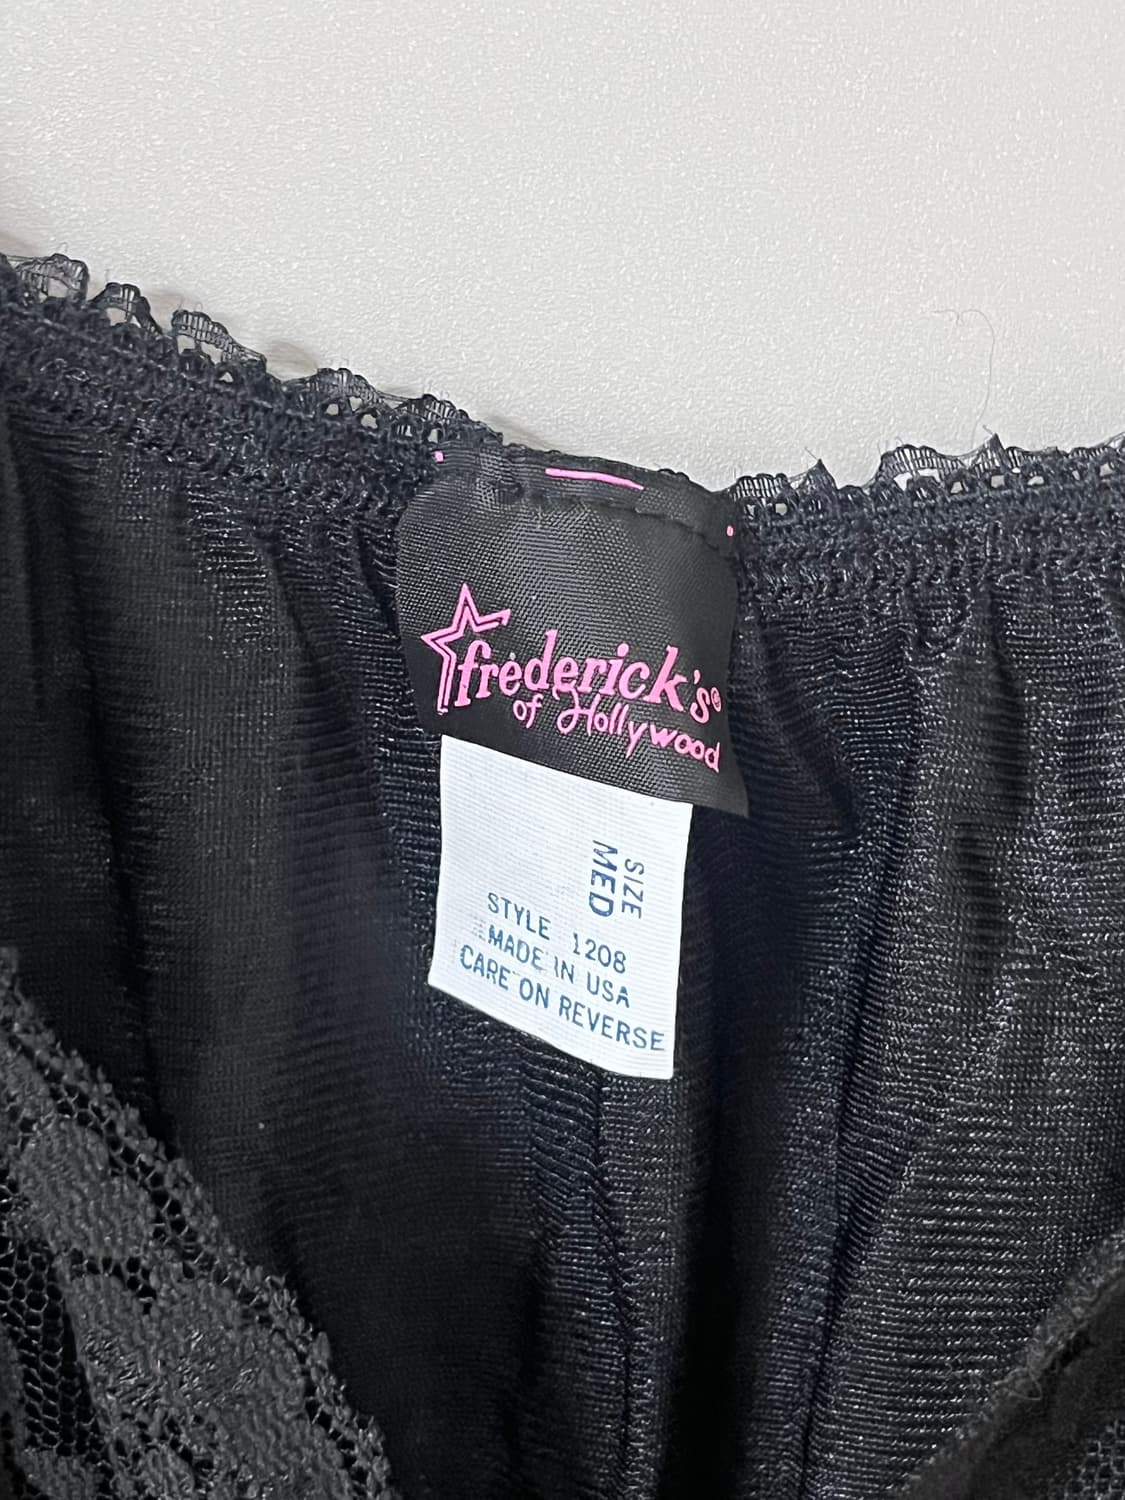 frederick's®
of Hollywood
SIZE
MED
STYLE 1208
MADE IN USA
CARE ON REVERSE